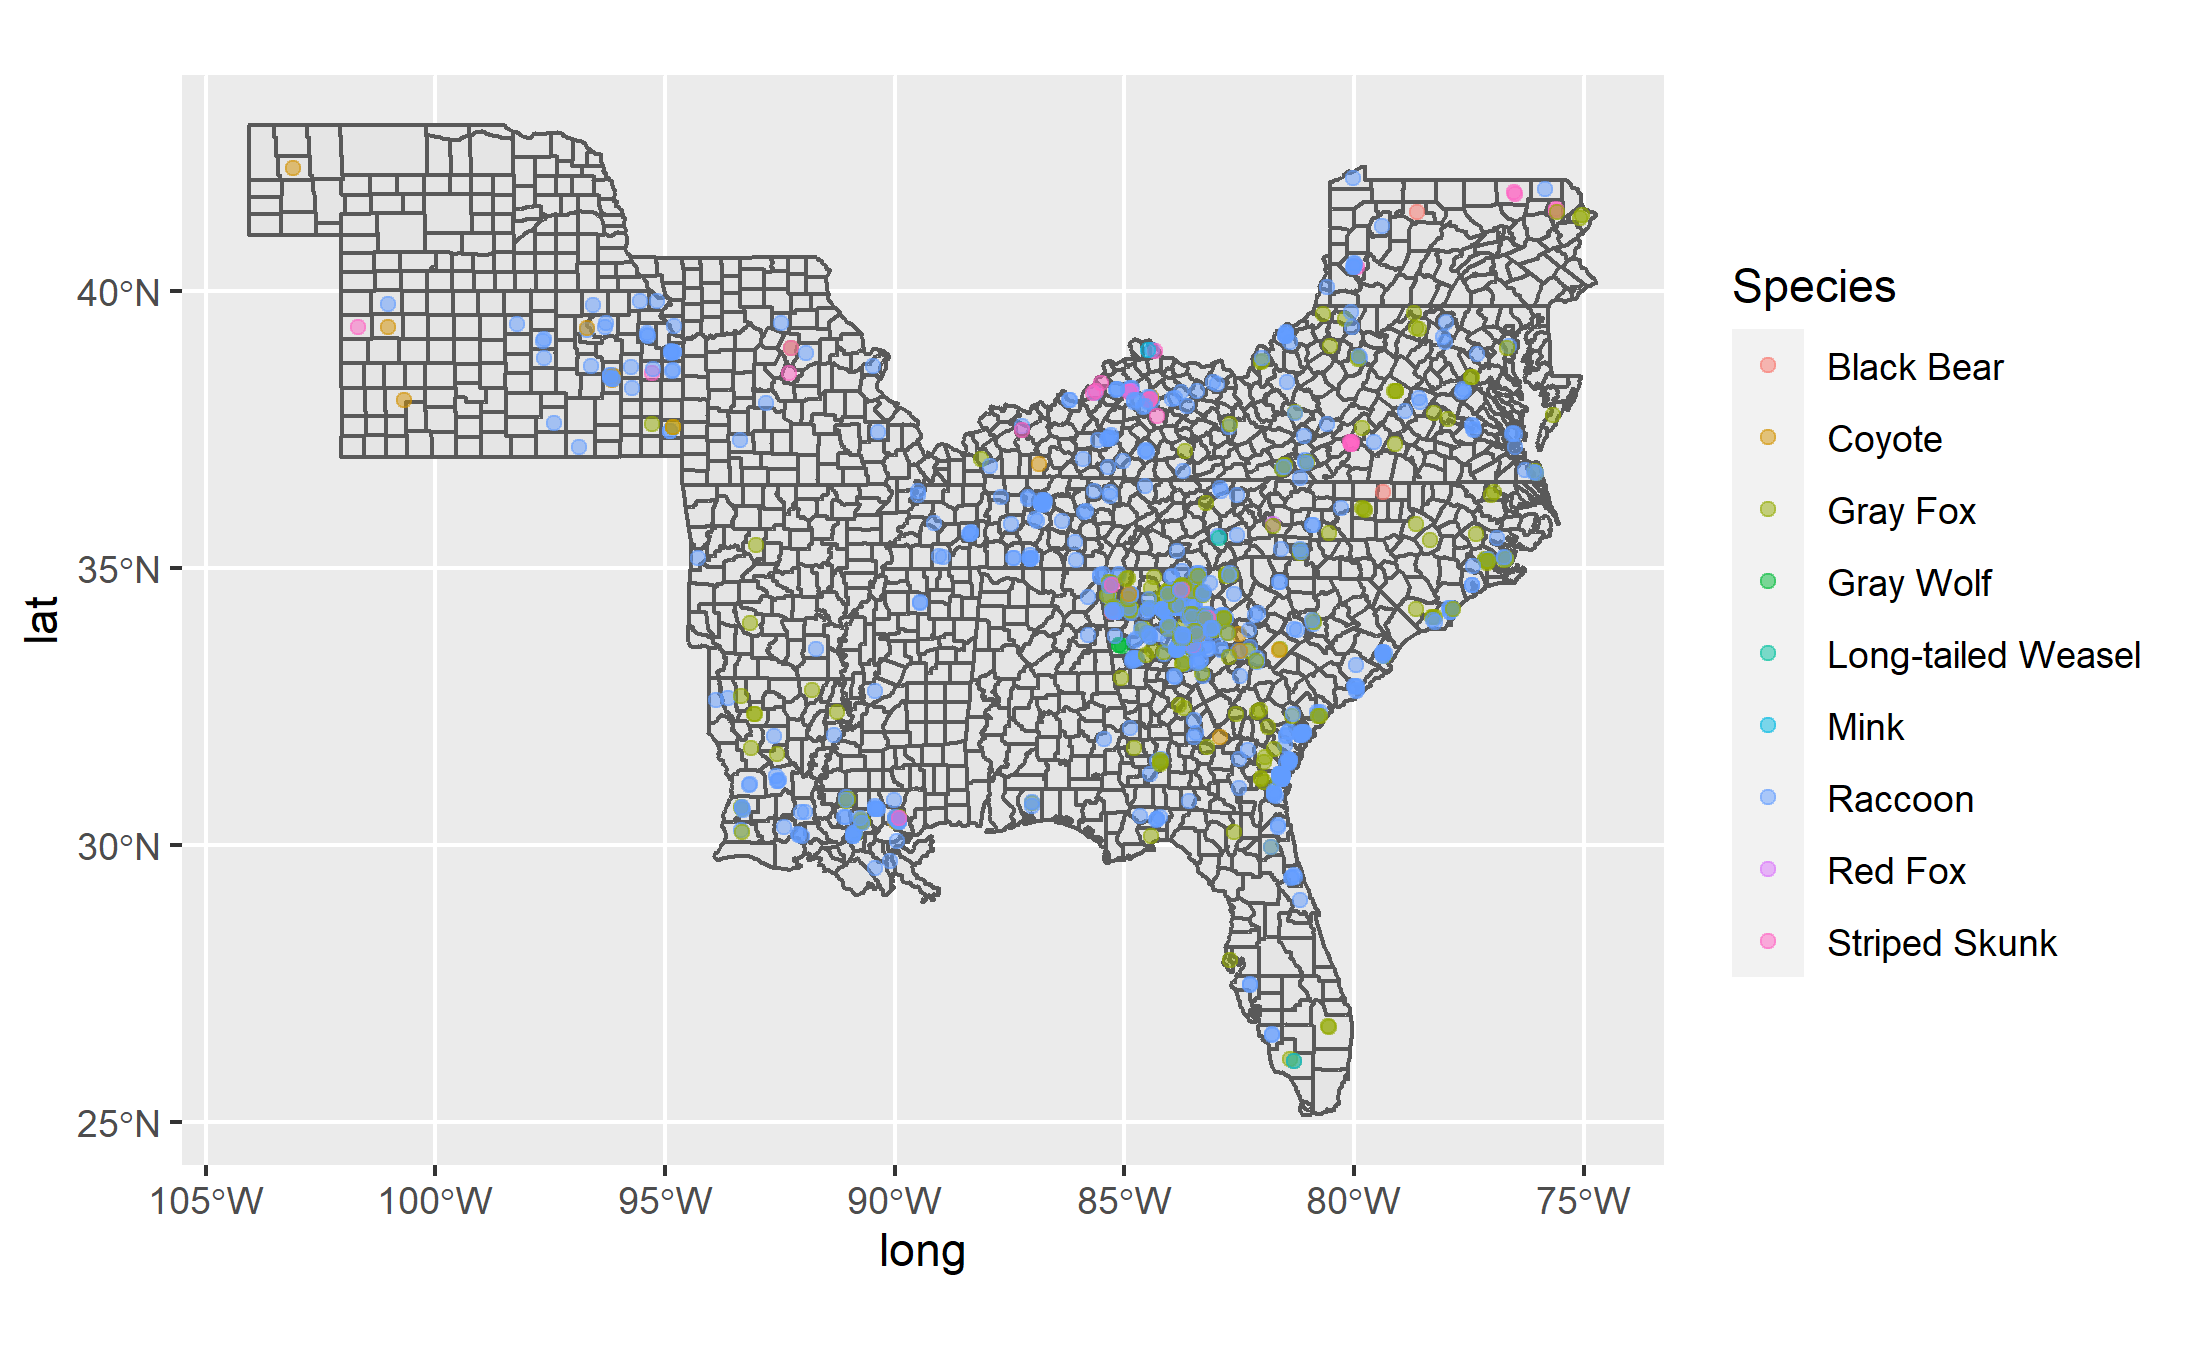 Species
Black Bear
Coyote
Gray Fox
Gray Wolf
Long-tailed Weasel
Mink
Raccoon
Red Fox
Striped Skunk
lat
40°N
35°N
30°N
25°N
105°W 100°W 95°W 90°W 85°W 80°W 75°W
long